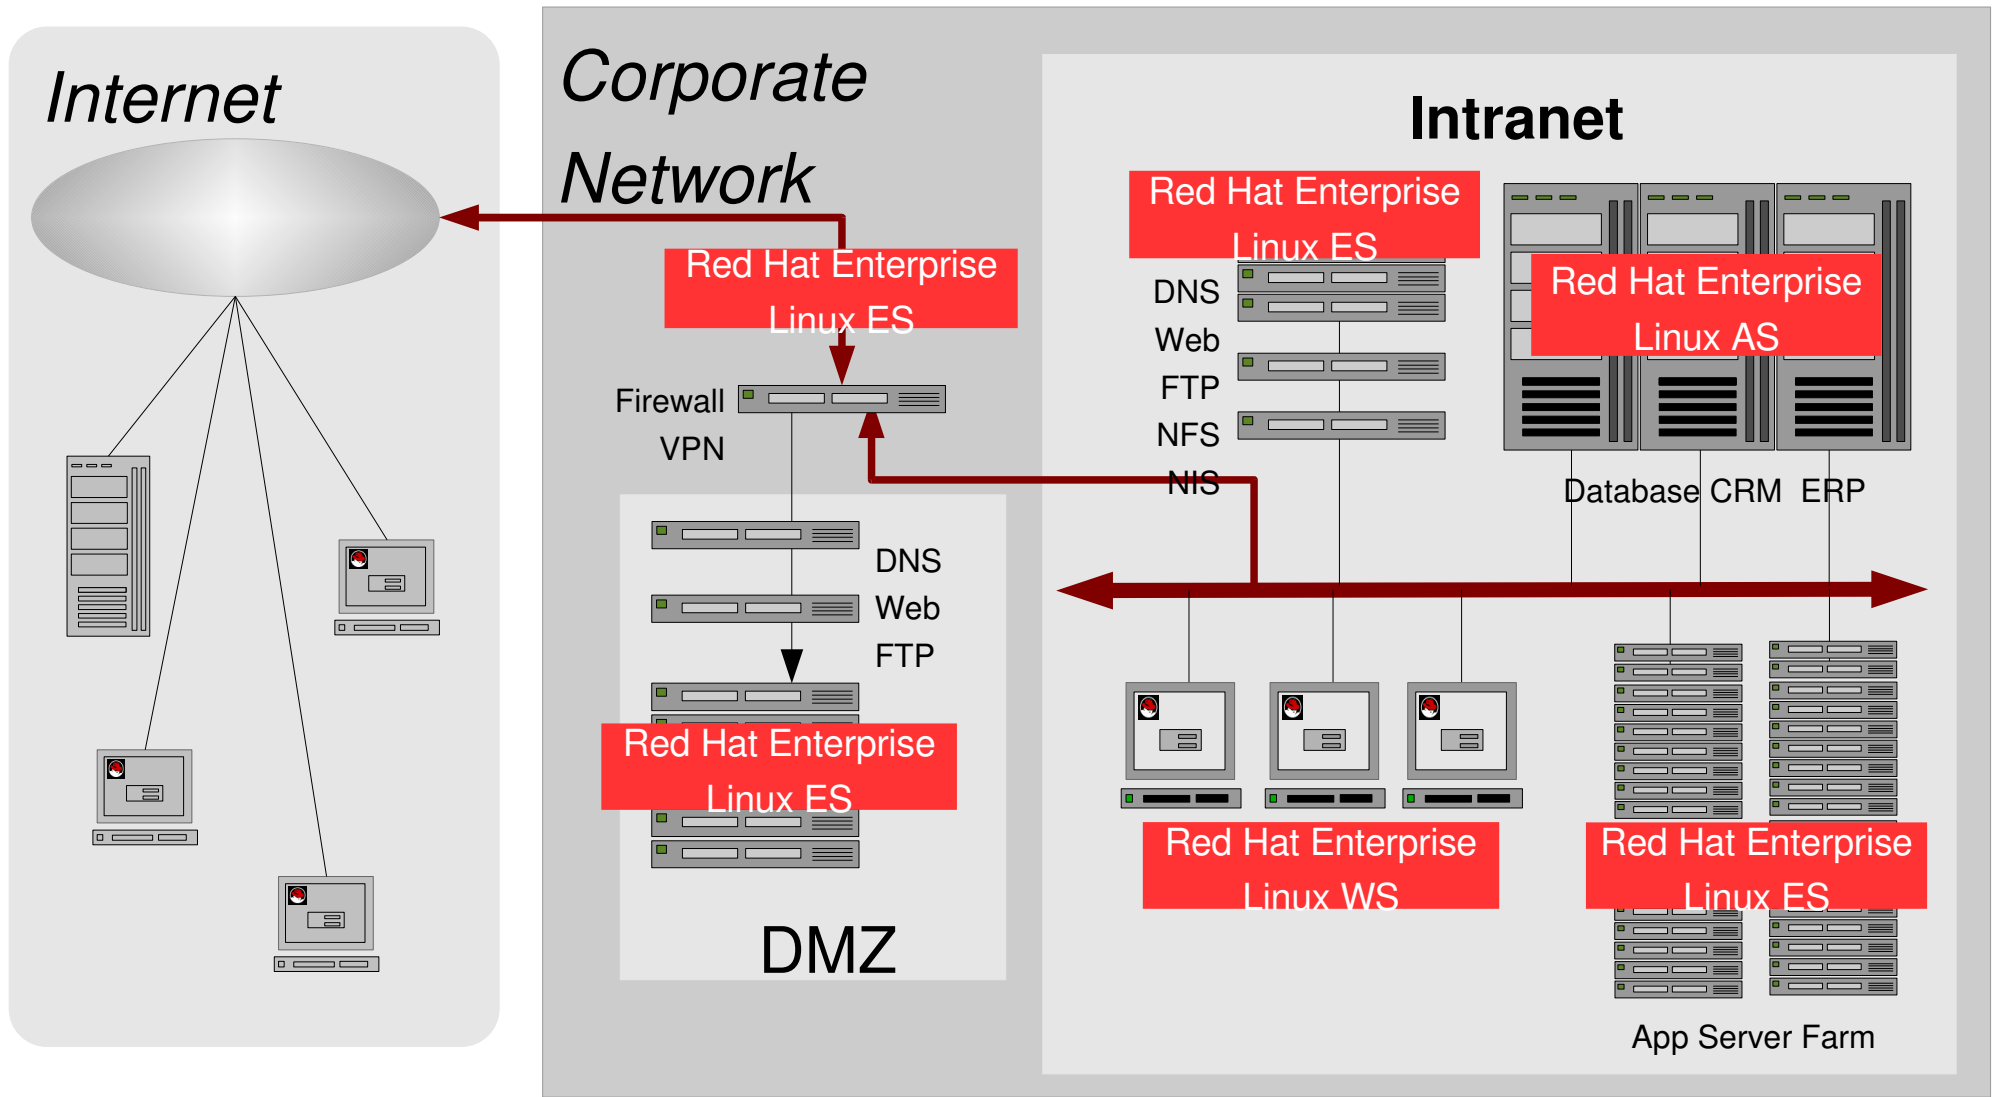 Internet
Corporate
Network
Red Hat Enterprise
Linux ES
Firewall
VPN
DNS
Web
FTP
Red Hat Enterprise
Linux ES
DMZ
Intranet
Red Hat Enterprise
Linux ES
DNS
Web
FTP
NFS
NIS
Red Hat Enterprise
Linux AS
Database CRM ERP
Red Hat Enterprise
Linux WS
Red Hat Enterprise
Linux ES
App Server Farm